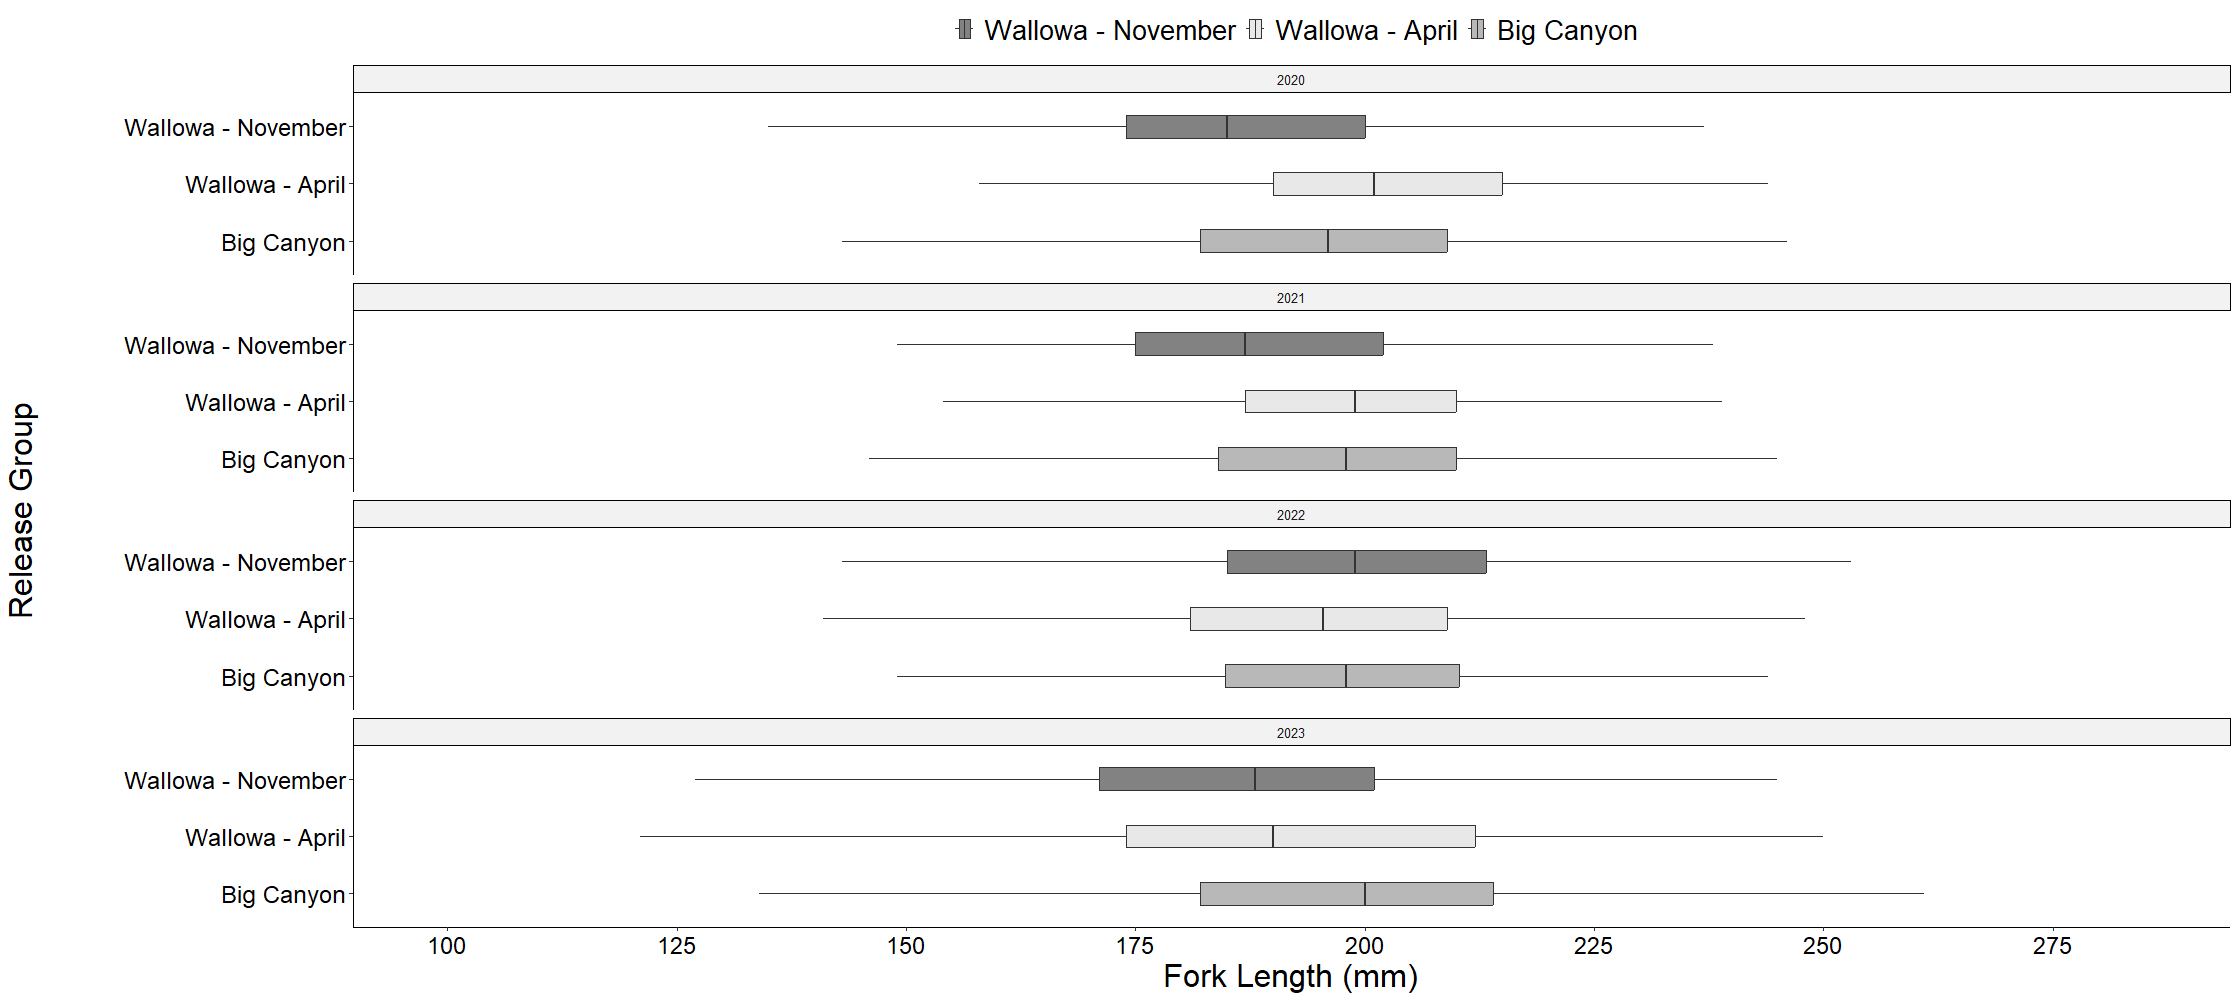 Wallowa - November Wallowa - April Big Canyon
2020
Wallowa - November
Wallowa - April
Big Canyon
2021
Wallowa - November
Wallowa - April
Big Canyon
2022
Wallowa - November
Wallowa - April
Big Canyon
2023
Wallowa - November
Wallowa - April
Big Canyon
Release Group
100 125 150 175 200 225 250 275
Fork Length (mm)